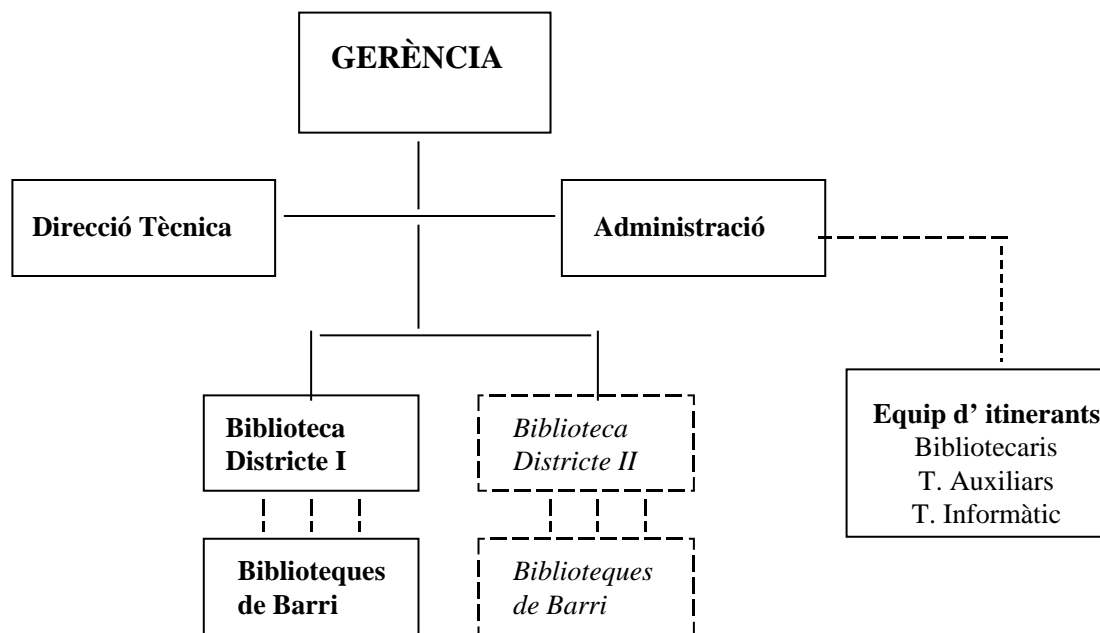 GERÈNCIA
Direcció Tècnica
Administració
Biblioteca
Districte I
Biblioteca
Districte II
Equip d’ itinerants
Bibliotecaris
T. Auxiliars
T. Informàtic
Biblioteques
de Barri
Biblioteques
de Barri